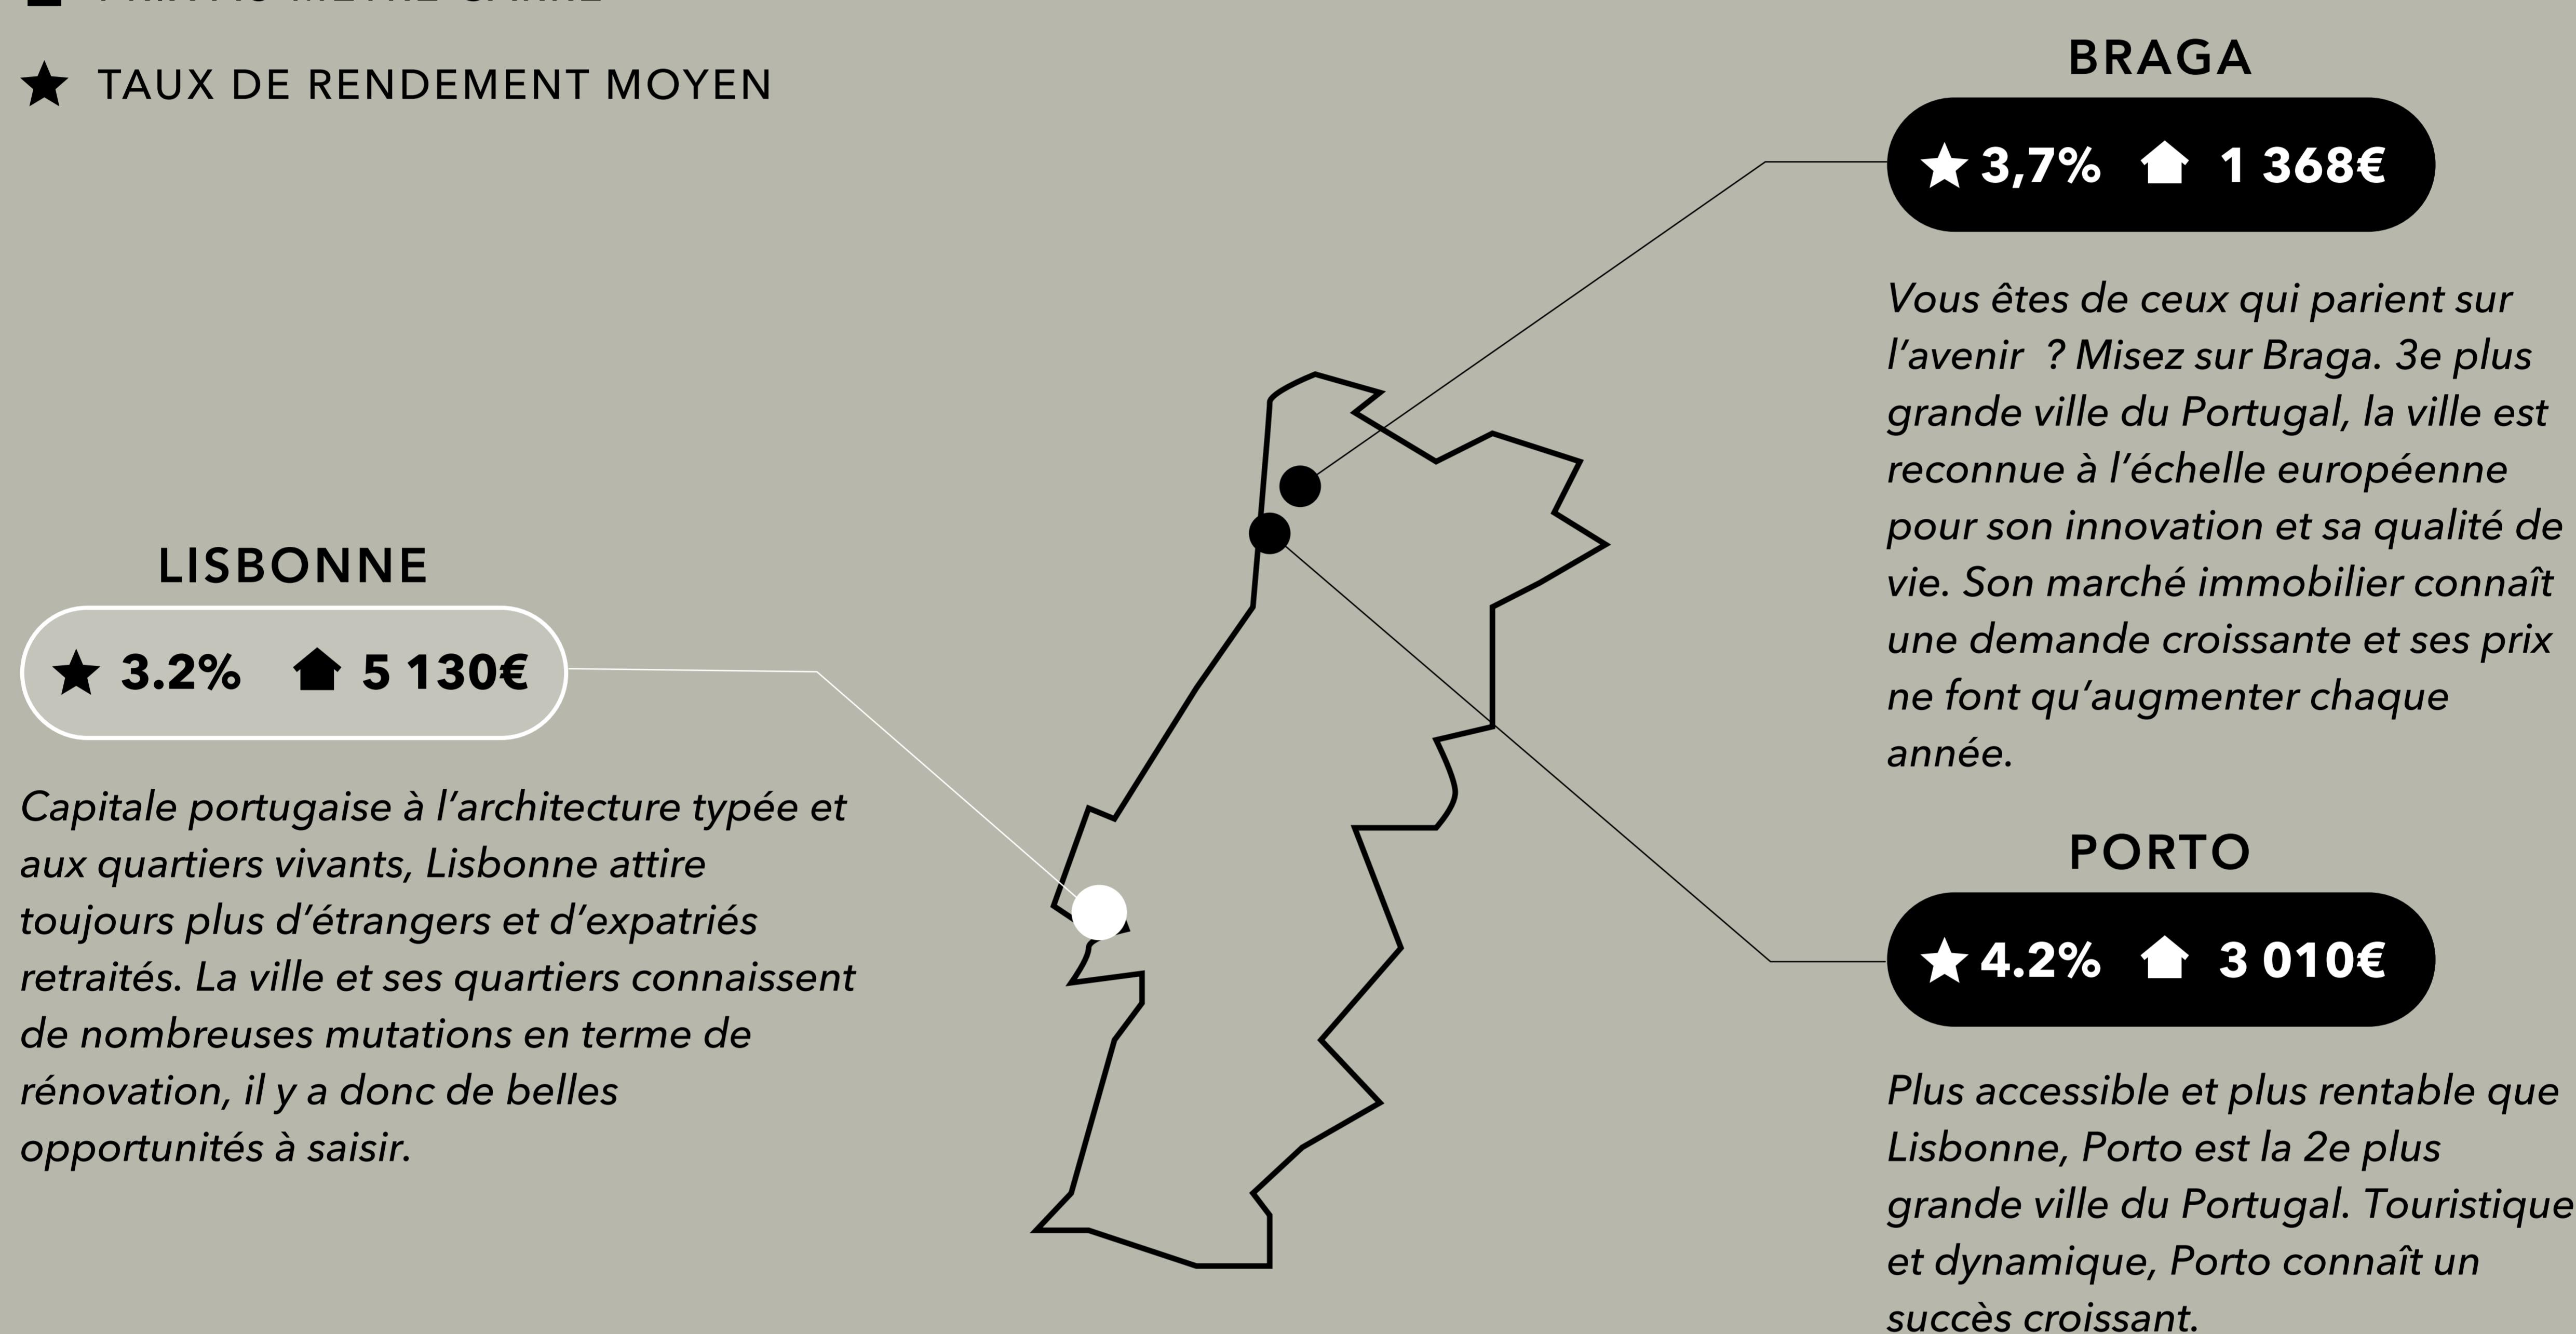 TAUX DE RENDEMENT MOYEN
LISBONNE
3.2% 5 130€
Capitale portugaise à l’architecture typée et
aux quartiers vivants, Lisbonne attire
toujours plus d’étrangers et d’expatriés
retraités. La ville et ses quartiers connaissent
de nombreuses mutations en terme de
rénovation, il y a donc de belles
opportunités à saisir.
BRAGA
3,7% 1 368€
Vous êtes de ceux qui parient sur
l’avenir  ? Misez sur Braga. 3e plus
grande ville du Portugal, la ville est
reconnue à l’échelle européenne
pour son innovation et sa qualité de
vie. Son marché immobilier connaît
une demande croissante et ses prix
ne font qu’augmenter chaque
année.
PORTO
4.2% 3 010€
Plus accessible et plus rentable que
Lisbonne, Porto est la 2e plus
grande ville du Portugal. Touristique
et dynamique, Porto connaît un
succès croissant.